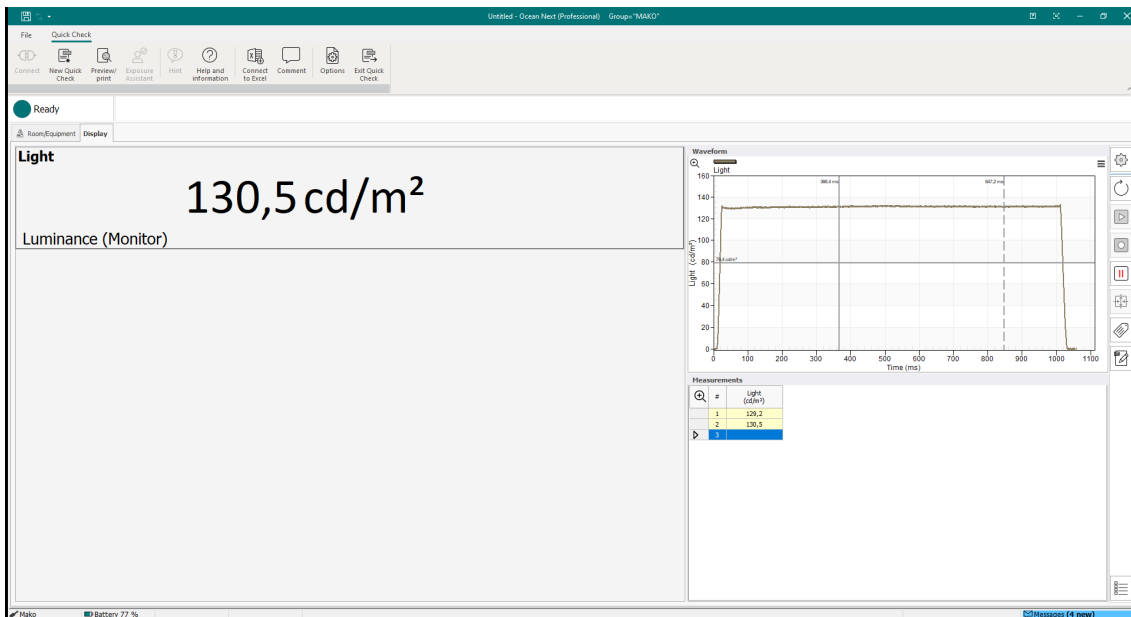 Untitled - Ocean Next (Professional) Group="MAKO"
File Quick Check
Connect
New Quick Check
Preview/ print
Exposure Assistant
Hint
Help and information
Connect to Excel
Comment
Options
Exit Quick Check
Ready
Room/Equipment Display
Light
130,5 cd/m²
Luminance (Monitor)
Waveform
Light
160
140
120
100
80
60
40
20
0
Light (cd/m²)
0 100 200 300 400 500 600 700 800 900 1000 1100
Time (ms)
Measurements
# Light (cd/m²)
1 129,2
2 130,5
3
Mako Battery 77 % Messages (4 new)